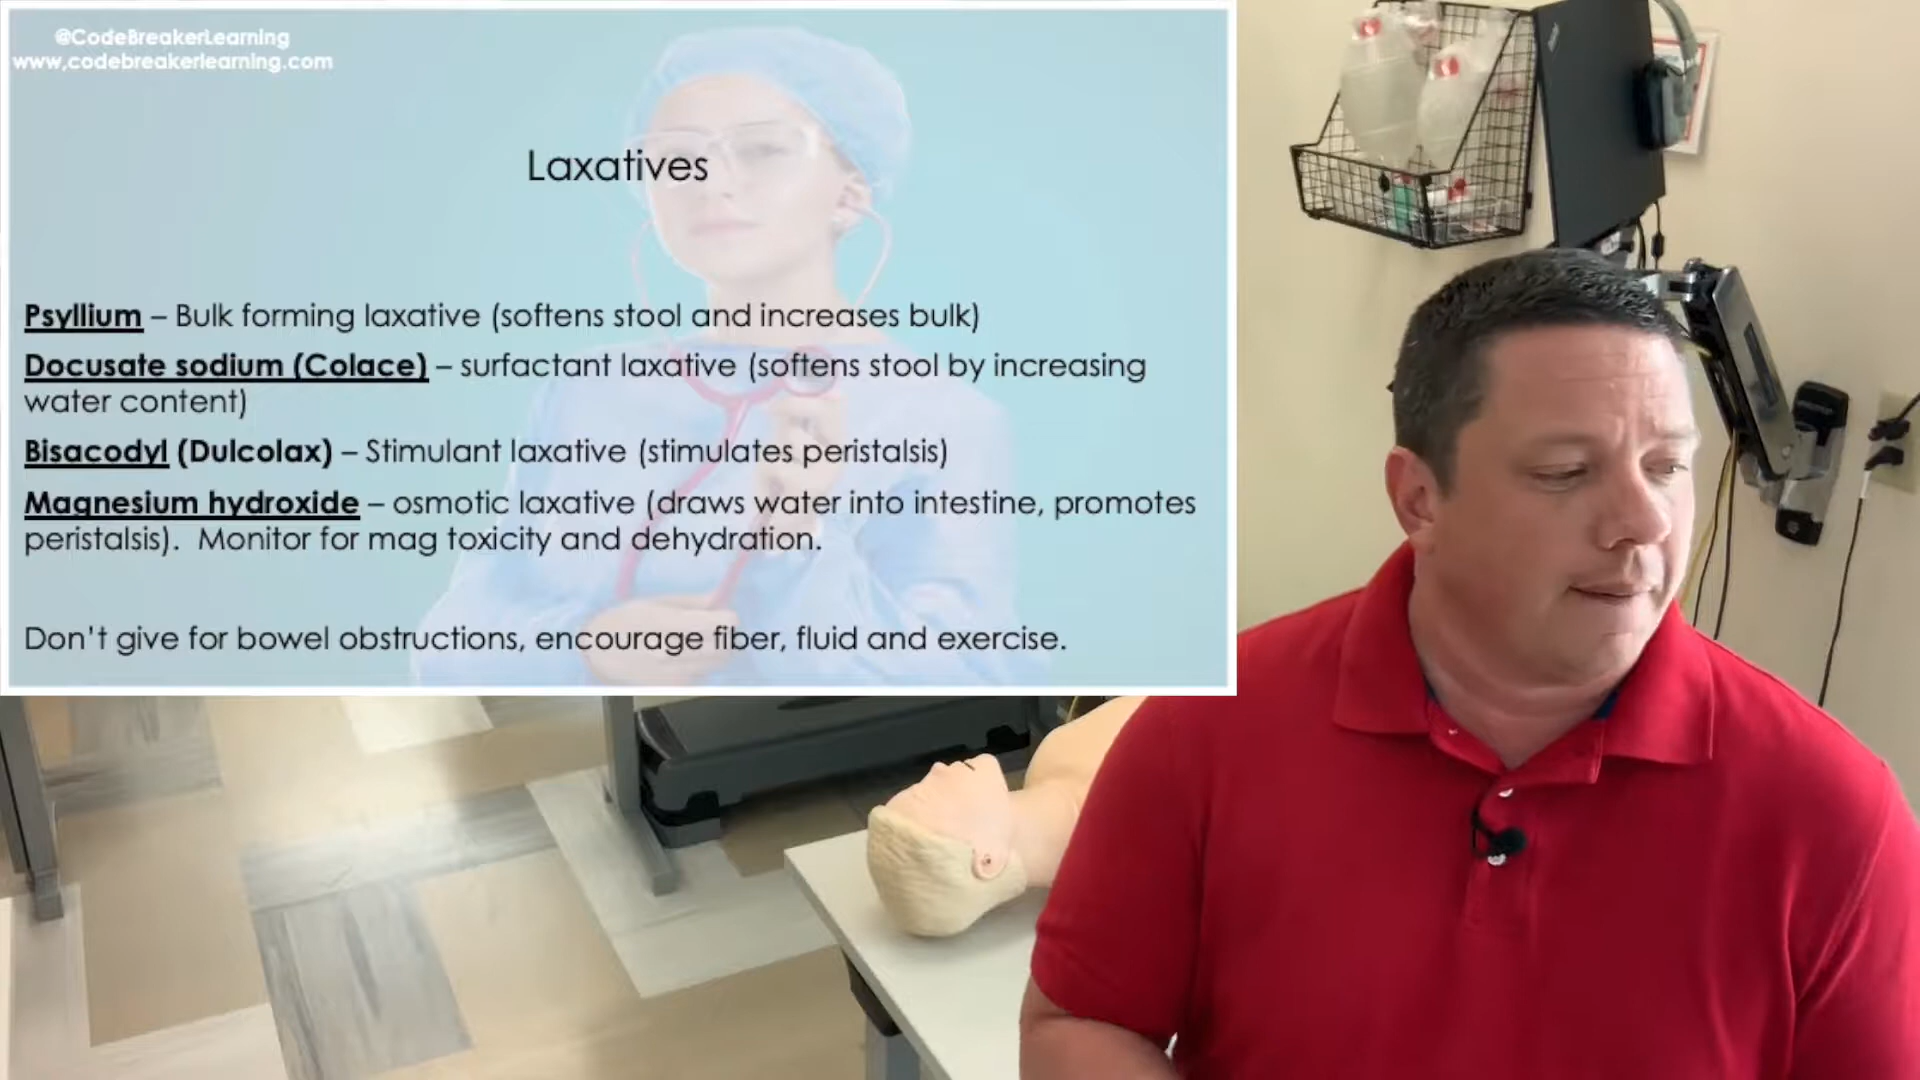 @CodeBreakerLearning
www.codebreakerlearning.com
Laxatives
Psyllium – Bulk forming laxative (softens stool and increases bulk)
Docusate sodium (Colace) – surfactant laxative (softens stool by increasing
water content)
Bisacodyl (Dulcolax) – Stimulant laxative (stimulates peristalsis)
Magnesium hydroxide – osmotic laxative (draws water into intestine, promotes
peristalsis).  Monitor for mag toxicity and dehydration.
Don't give for bowel obstructions, encourage fiber, fluid and exercise.